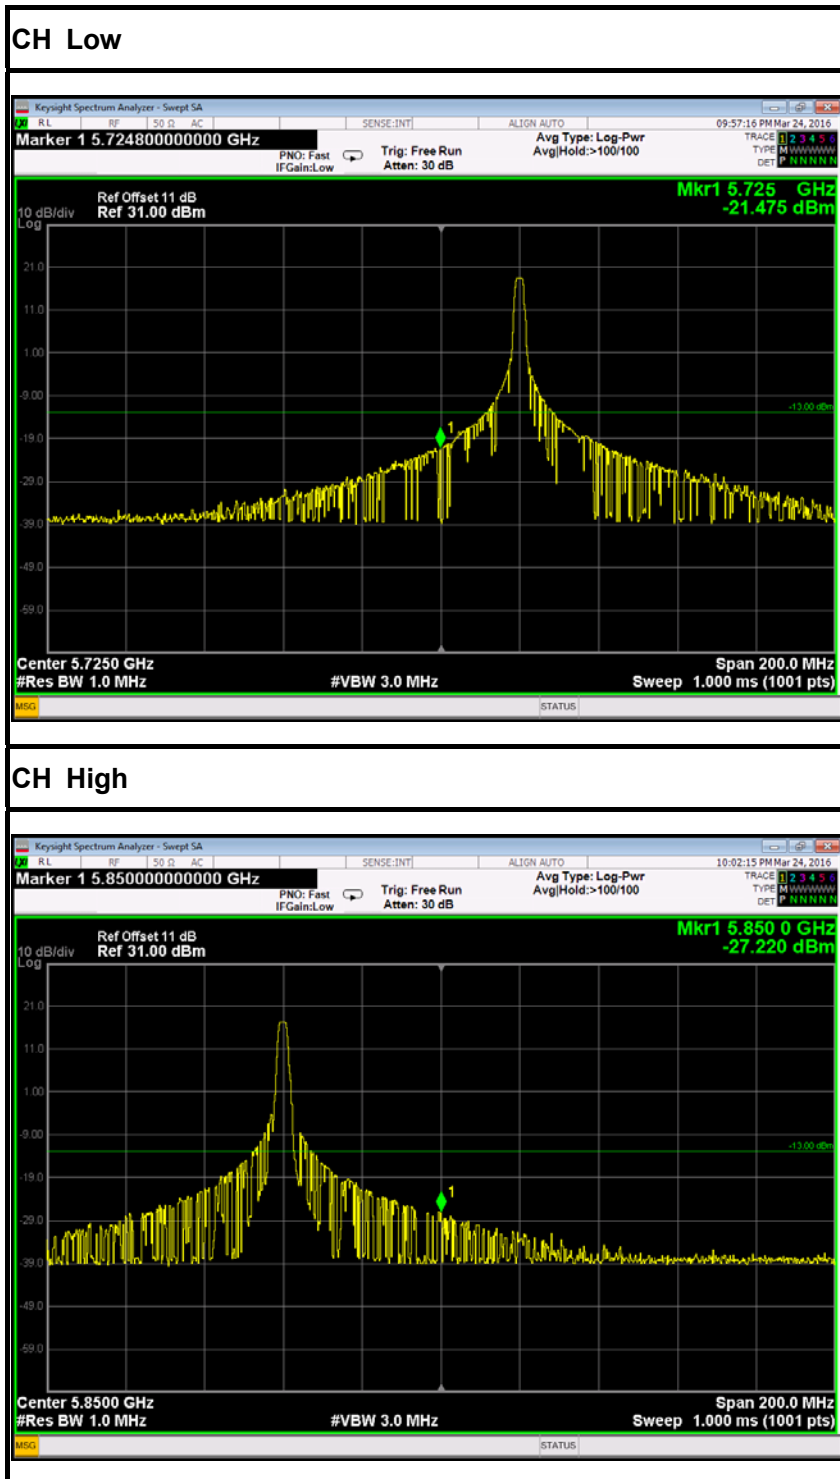 CH Low
Keysight Spectrum Analyzer - Swept SA
RL RF 50 Ω AC SENSE:INT ALIGN AUTO 09:57:16 PM Mar 24, 2016
Marker 1 5.724800000000 GHz
PNO: Fast
IFGain:Low
Trig: Free Run
Atten: 30 dB
Avg Type: Log-Pwr
Avg|Hold:>100/100
TRACE 1 2 3 4 5 6
TYPE M WWWWW
DET P N N N N N
Mkr1 5.725 GHz
-21.475 dBm
Ref Offset 11 dB
10 dB/div Ref 31.00 dBm
Log
21.0
11.0
1.00
-9.00
-13.00 dBm
1
-19.0
-29.0
-39.0
-49.0
-59.0
Center 5.7250 GHz Span 200.0 MHz
#Res BW 1.0 MHz #VBW 3.0 MHz Sweep 1.000 ms (1001 pts)
MSG STATUS
CH High
Keysight Spectrum Analyzer - Swept SA
RL RF 50 Ω AC SENSE:INT ALIGN AUTO 10:02:15 PM Mar 24, 2016
Marker 1 5.850000000000 GHz
PNO: Fast
IFGain:Low
Trig: Free Run
Atten: 30 dB
Avg Type: Log-Pwr
Avg|Hold:>100/100
TRACE 1 2 3 4 5 6
TYPE M WWWWW
DET P N N N N N
Mkr1 5.850 0 GHz
-27.220 dBm
Ref Offset 11 dB
10 dB/div Ref 31.00 dBm
Log
21.0
11.0
1.00
-9.00
-13.00 dBm
-19.0
1
-29.0
-39.0
-49.0
-59.0
Center 5.8500 GHz Span 200.0 MHz
#Res BW 1.0 MHz #VBW 3.0 MHz Sweep 1.000 ms (1001 pts)
MSG STATUS